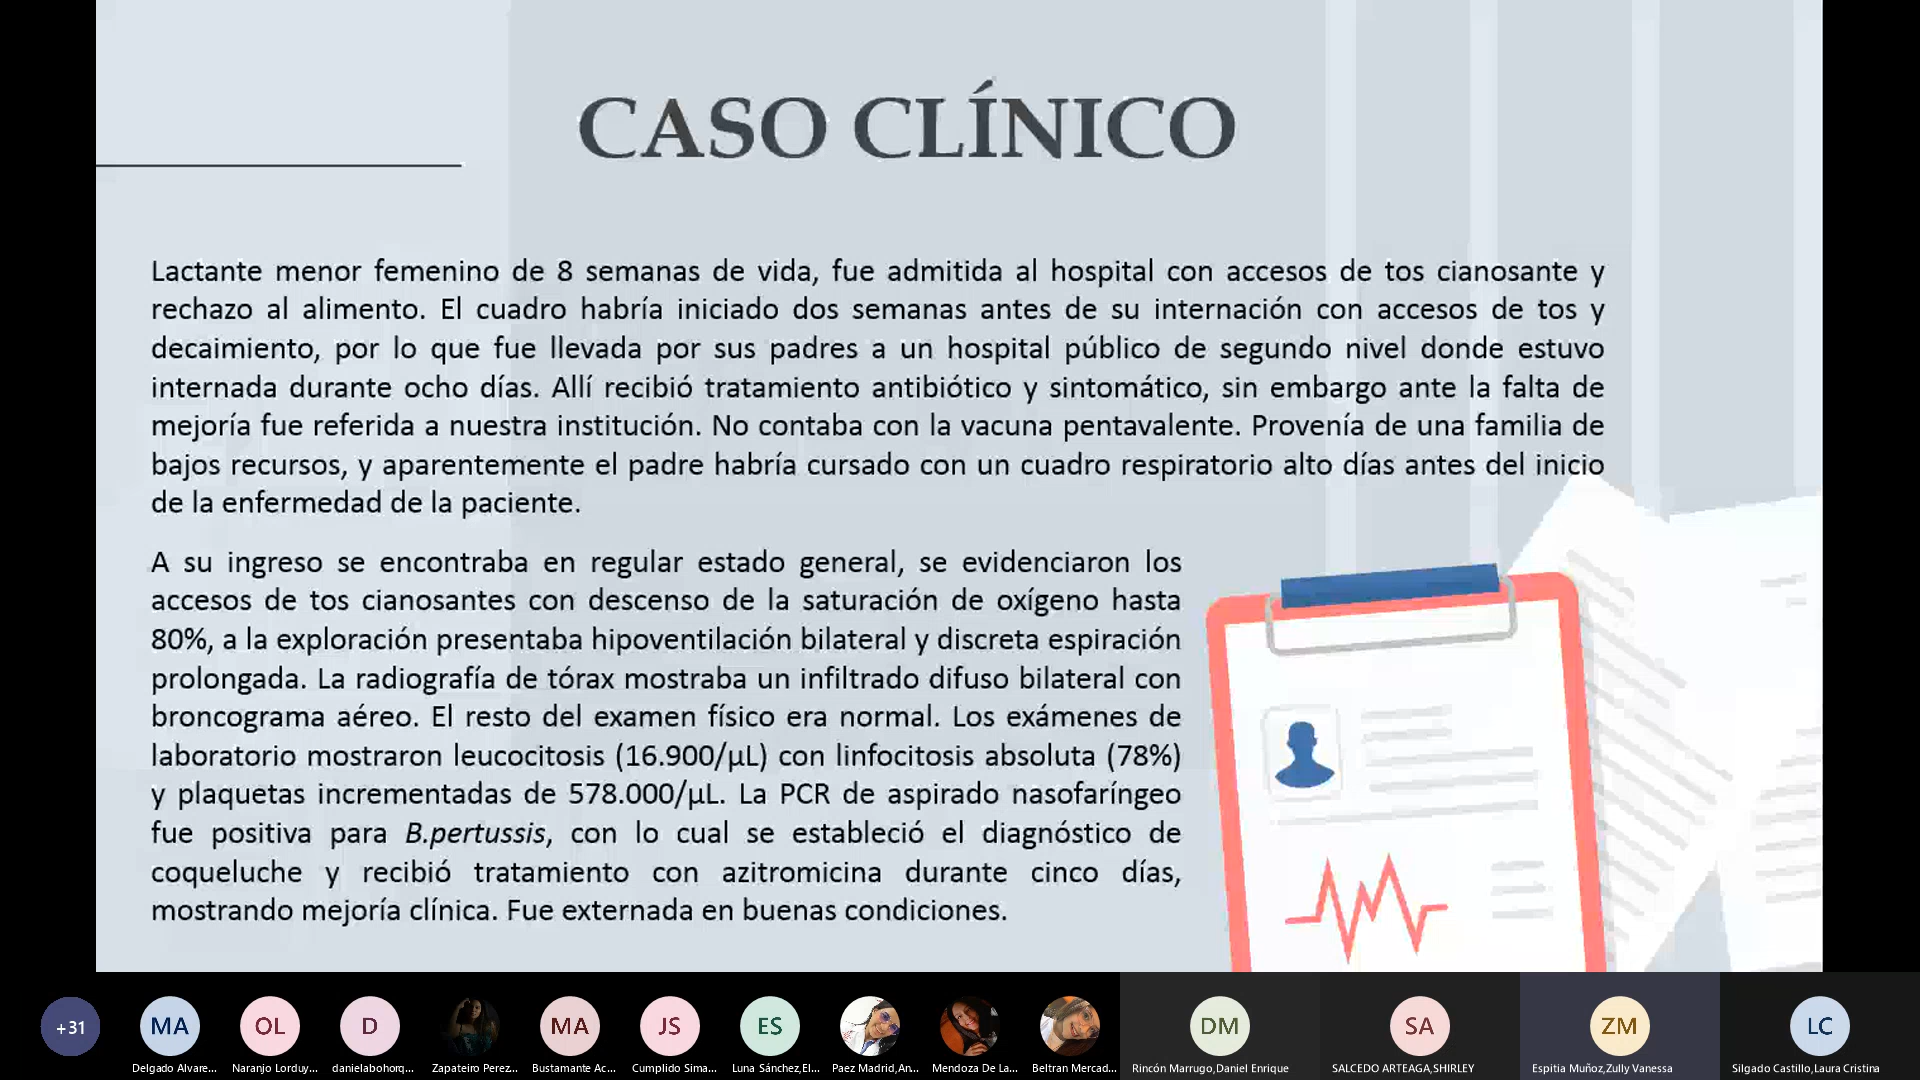 CASO CLÍNICO
Lactante menor femenino de 8 semanas de vida, fue admitida al hospital con accesos de tos cianosante y
rechazo al alimento. El cuadro habría iniciado dos semanas antes de su internación con accesos de tos y
decaimiento, por lo que fue llevada por sus padres a un hospital público de segundo nivel donde estuvo
internada durante ocho días. Allí recibió tratamiento antibiótico y sintomático, sin embargo ante la falta de
mejoría fue referida a nuestra institución. No contaba con la vacuna pentavalente. Provenía de una familia de
bajos recursos, y aparentemente el padre habría cursado con un cuadro respiratorio alto días antes del inicio
de la enfermedad de la paciente.
A su ingreso se encontraba en regular estado general, se evidenciaron los
accesos de tos cianosantes con descenso de la saturación de oxígeno hasta
80%, a la exploración presentaba hipoventilación bilateral y discreta espiración
prolongada. La radiografía de tórax mostraba un infiltrado difuso bilateral con
broncograma aéreo. El resto del examen físico era normal. Los exámenes de
laboratorio mostraron leucocitosis (16.900/µL) con linfocitosis absoluta (78%)
y plaquetas incrementadas de 578.000/µL. La PCR de aspirado nasofaríngeo
fue positiva para B.pertussis, con lo cual se estableció el diagnóstico de
coqueluche y recibió tratamiento con azitromicina durante cinco días,
mostrando mejoría clínica. Fue externada en buenas condiciones.
+31 MA OL D MA JS ES DM SA ZM LC
Delgado Alvare... Naranjo Lorduy... danielabohorq... Zapateiro Perez... Bustamante Ac... Cumplido Sima... Luna Sánchez,El... Paez Madrid,An... Mendoza De La... Beltran Mercad... Rincón Marrugo,Daniel Enrique SALCEDO ARTEAGA,SHIRLEY Espitia Muñoz,Zully Vanessa Silgado Castillo,Laura Cristina